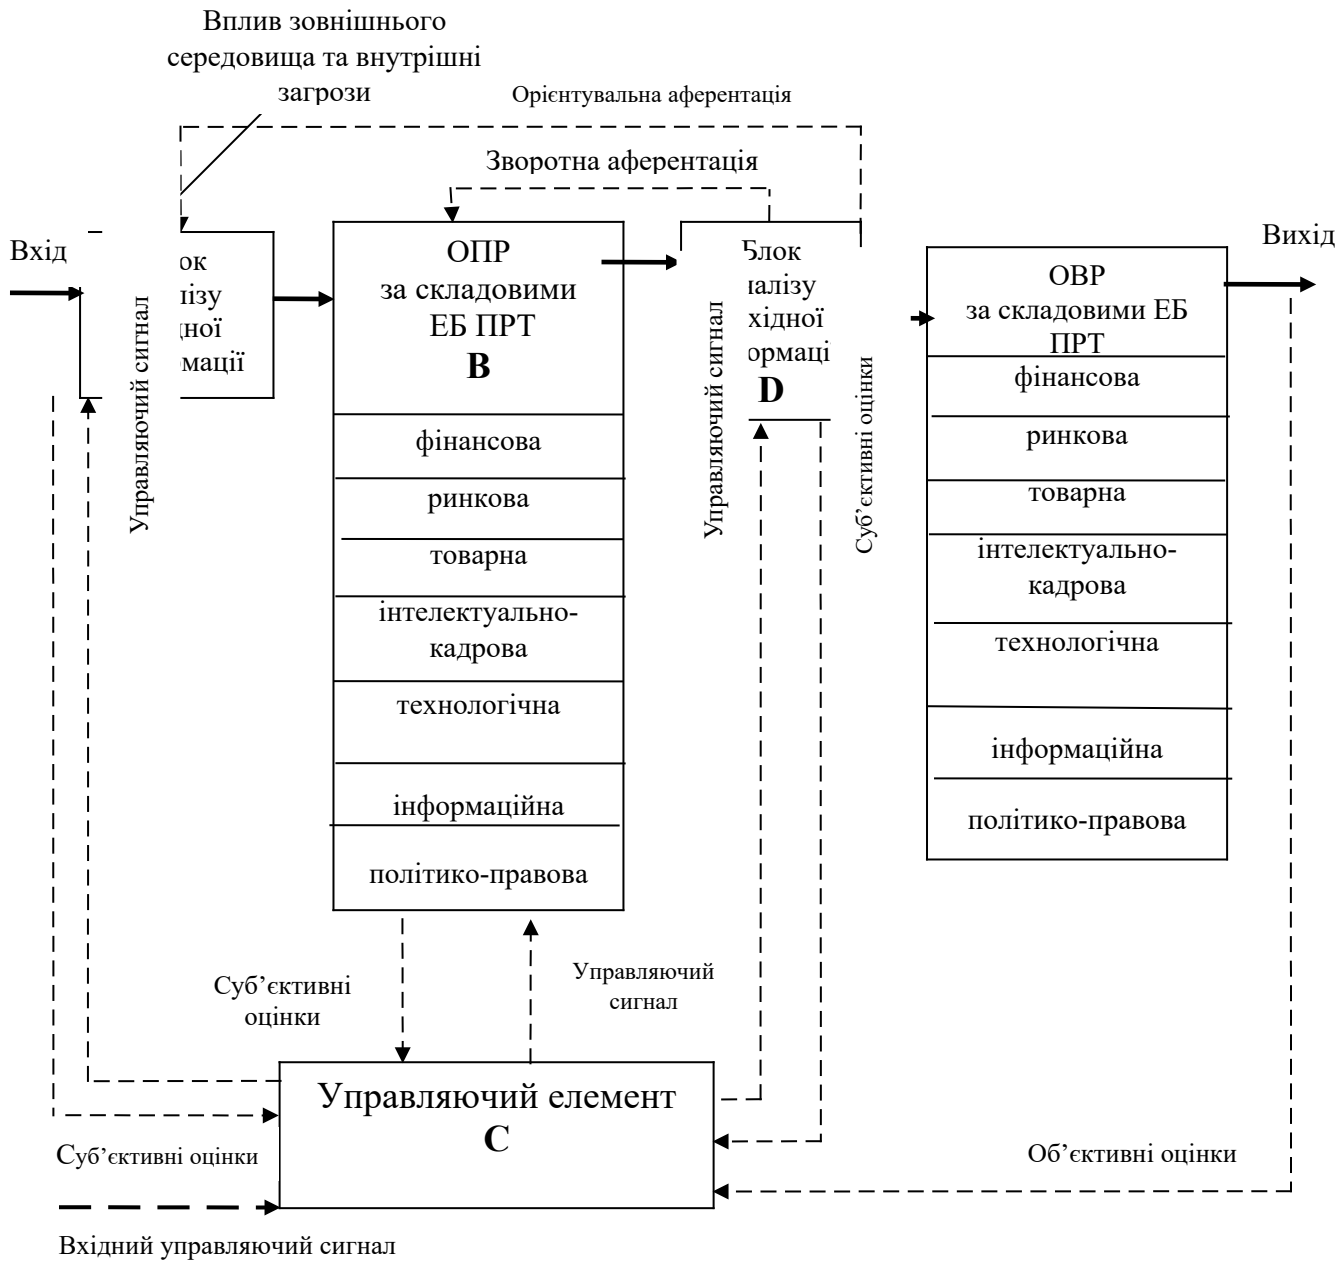 Вплив зовнішнього
середовища та внутрішні
загрози
Орієнтувальна аферентація
Зворотна аферентація
Вхід
Управляючий сигнал
ОПР
за складовими
ЕБ ПРТ
B
фінансова
ринкова
товарна
інтелектуально-
кадрова
технологічна
інформаційна
політико-правова
D
Управляючий сигнал
Суб’єктивні оцінки
ОВР
за складовими ЕБ
ПРТ
фінансова
ринкова
товарна
інтелектуально-
кадрова
технологічна
інформаційна
політико-правова
Вихід
Суб’єктивні
оцінки
Управляючий
сигнал
Управляючий елемент
C
Суб’єктивні оцінки
Об’єктивні оцінки
Вхідний управляючий сигнал